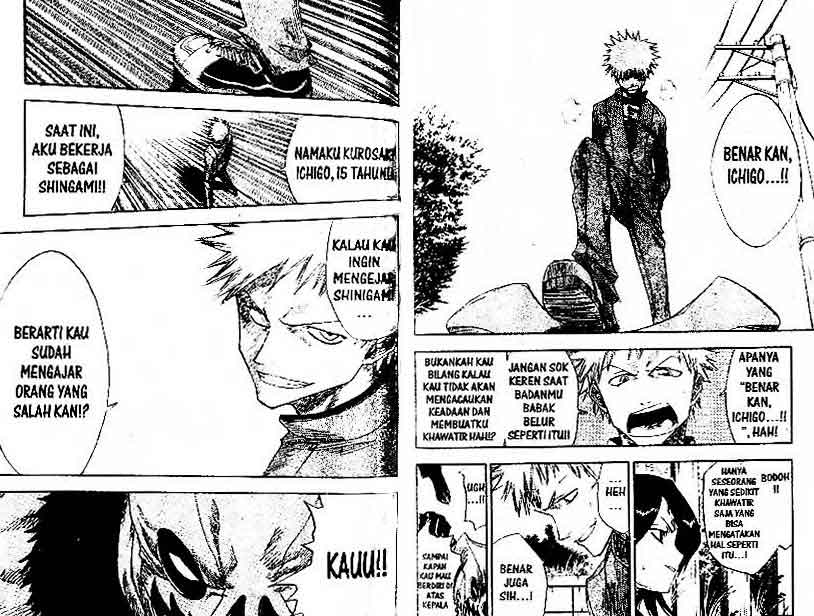 BENAR KAN,
ICHIGO...!!
APANYA
YANG
"BENAR
KAN,
ICHIGO...!!
", HAH!
JANGAN SOK
KEREN SAAT
BADANMU
BABAK
BELUR
SEPERTI ITU!!
BUKANKAH KAU
BILANG KALAU
KAU TIDAK AKAN
MENGACAUKAN
KEADAAN DAN
MEMBUATKU
KHAWATIR HAH!?
BODOH
!!
HANYA
SESEORANG
YANG SEDIKIT
KHAWATIR
SAJA YANG
BISA
MENGATAKAN
HAL SEPERTI
ITU...!
HEH
...
BENAR
JUGA
SIH...!
UGH
...!!
SAMPAI
KAPAN
KAU MAU
BERDIRI DI
ATAS
KEPALA
NAMAKU KUROSAKI
ICHIGO, 15 TAHUN!
SAAT INI,
AKU BEKERJA
SEBAGAI
SHINGAMI!!
KALAU KAU
INGIN
MENGEJAR
SHINIGAMI
...
BERARTI KAU
SUDAH
MENGAJAR
ORANG YANG
SALAH KAN!?
KAUU!!